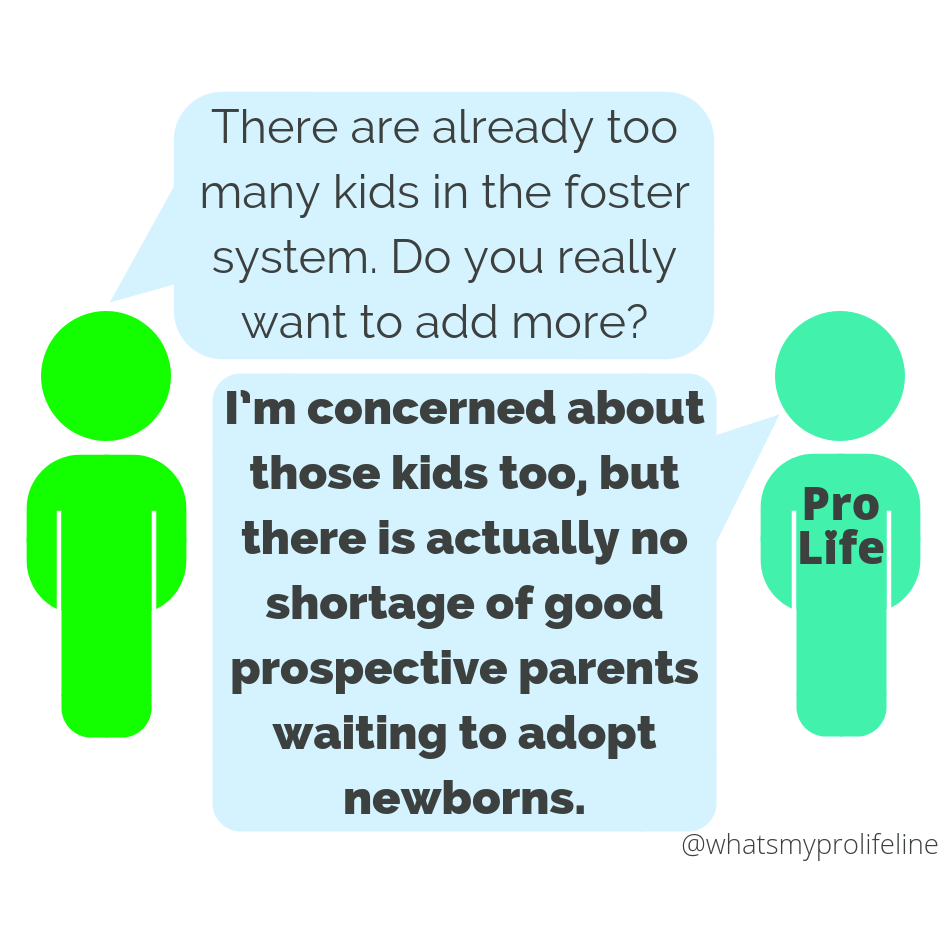 There are already too
many kids in the foster
system. Do you really
want to add more?
I'm concerned about
those kids too, but
there is actually no
shortage of good
prospective parents
waiting to adopt
newborns.
Pro
Life
@whatsmyprolifeline